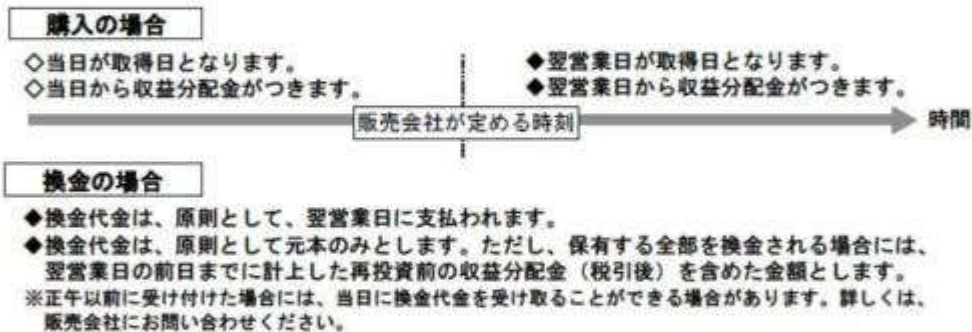 購入の場合
◇当日が取得日となります。
◇当日から収益分配金がつきます。
◆翌営業日が取得日となります。
◆翌営業日から収益分配金がつきます。
販売会社が定める時刻
時間
換金の場合
◆換金代金は、原則として、翌営業日に支払われます。
◆換金代金は、原則として元本のみとします。ただし、保有する全部を換金される場合には、
翌営業日の前日までに計上した再投資前の収益分配金(税引後)を含めた金額とします。
※正午以前に受け付けた場合には、当日に換金代金を受け取ることができる場合があります。詳しくは、
販売会社にお問い合わせください。